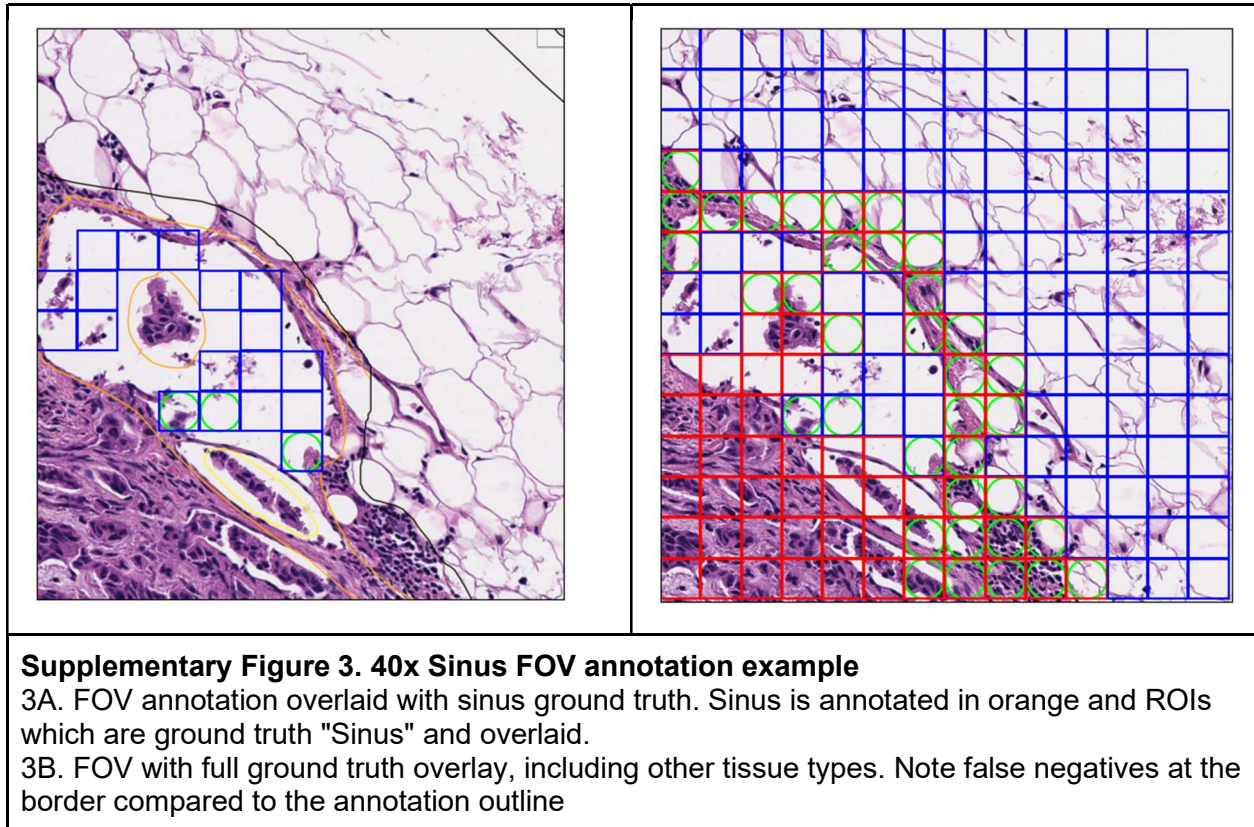 Supplementary Figure 3. 40x Sinus FOV annotation example
3A. FOV annotation overlaid with sinus ground truth. Sinus is annotated in orange and ROIs
which are ground truth "Sinus" and overlaid.
3B. FOV with full ground truth overlay, including other tissue types. Note false negatives at the
border compared to the annotation outline